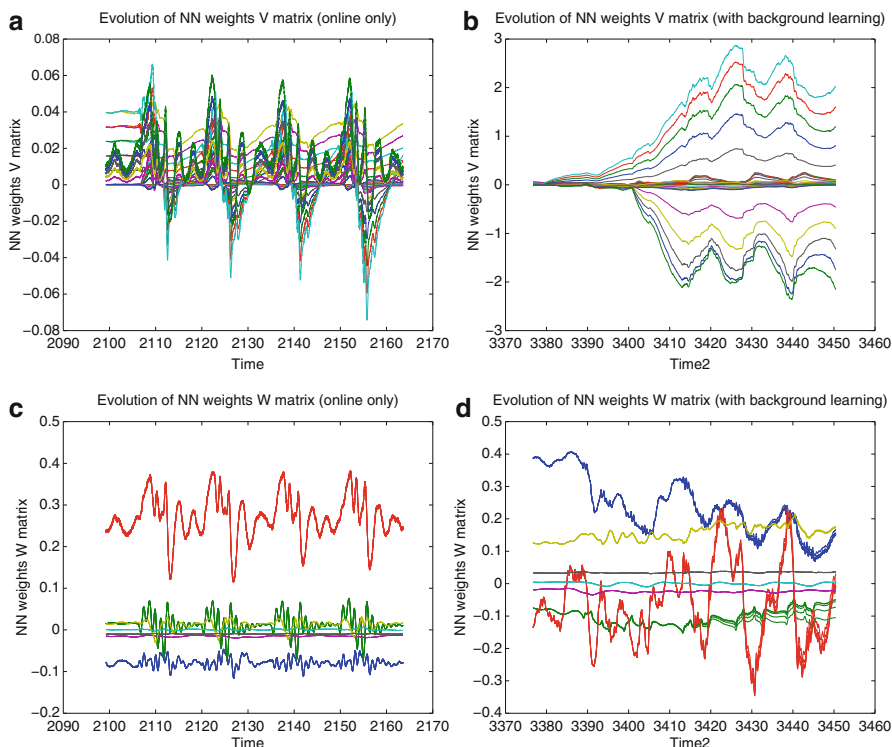 a
Evolution of NN weights V matrix (online only)
NN weights V matrix
0.08
0.06
0.04
0.02
0
−0.02
−0.04
−0.06
−0.08
2090 2100 2110 2120 2130 2140 2150 2160 2170
Time
b
Evolution of NN weights V matrix (with background learning)
NN weights V matrix
3
2
1
0
−1
−2
−3
3370 3380 3390 3400 3410 3420 3430 3440 3450 3460
Time2
c
Evolution of NN weights W matrix (online only)
NN weights W matrix
0.5
0.4
0.3
0.2
0.1
0
−0.1
−0.2
2090 2100 2110 2120 2130 2140 2150 2160 2170
Time
d
Evolution of NN weights W matrix (with background learning)
NN weights W matrix
0.5
0.4
0.3
0.2
0.1
0
−0.1
−0.2
−0.3
−0.4
3370 3380 3390 3400 3410 3420 3430 3440 3450 3460
Time2